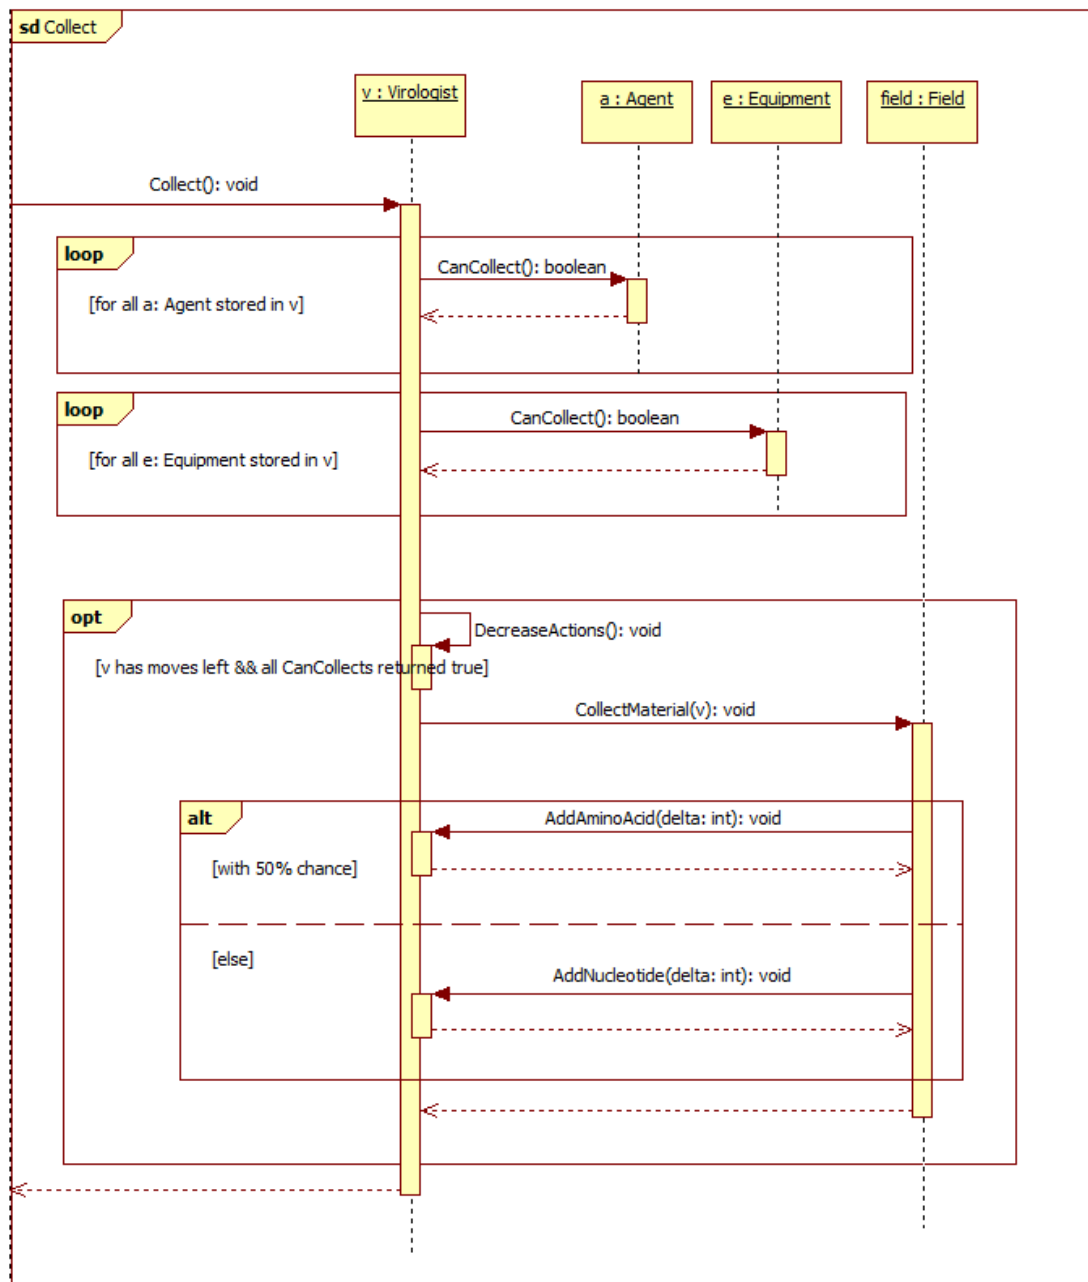 sd Collect
v : Virologist
a : Agent
e : Equipment
field : Field
Collect(): void
loop
CanCollect(): boolean
[for all a: Agent stored in v]
loop
CanCollect(): boolean
[for all e: Equipment stored in v]
opt
DecreaseActions(): void
[v has moves left && all CanCollects returned true]
CollectMaterial(v): void
alt
AddAminoAcid(delta: int): void
[with 50% chance]
[else]
AddNucleotide(delta: int): void